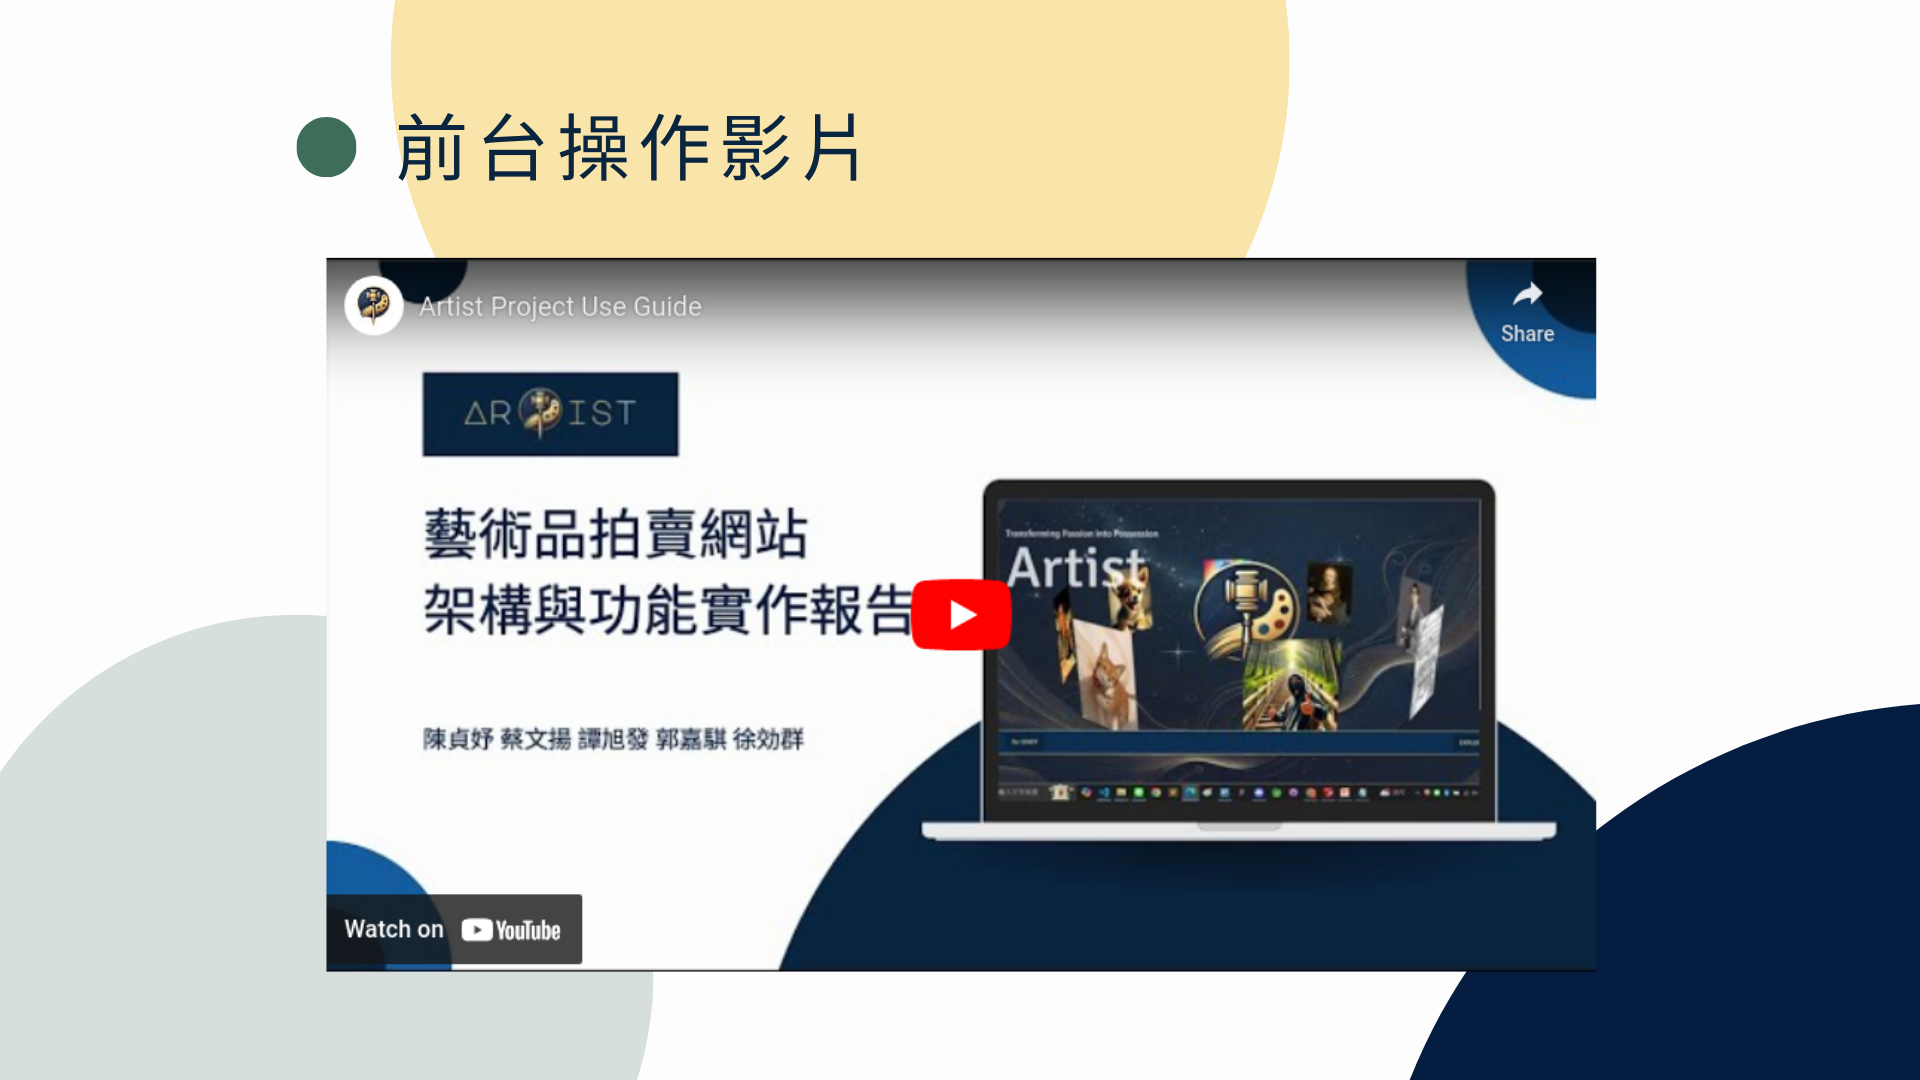 前台操作影片
Artist Project Use Guide
Share
ARTIST
藝術品拍賣網站
架構與功能實作報告
陳貞妤 蔡文揚 譚旭發 郭嘉騏 徐効群
Transforming Passion into Possession
Artist
Watch on YouTube